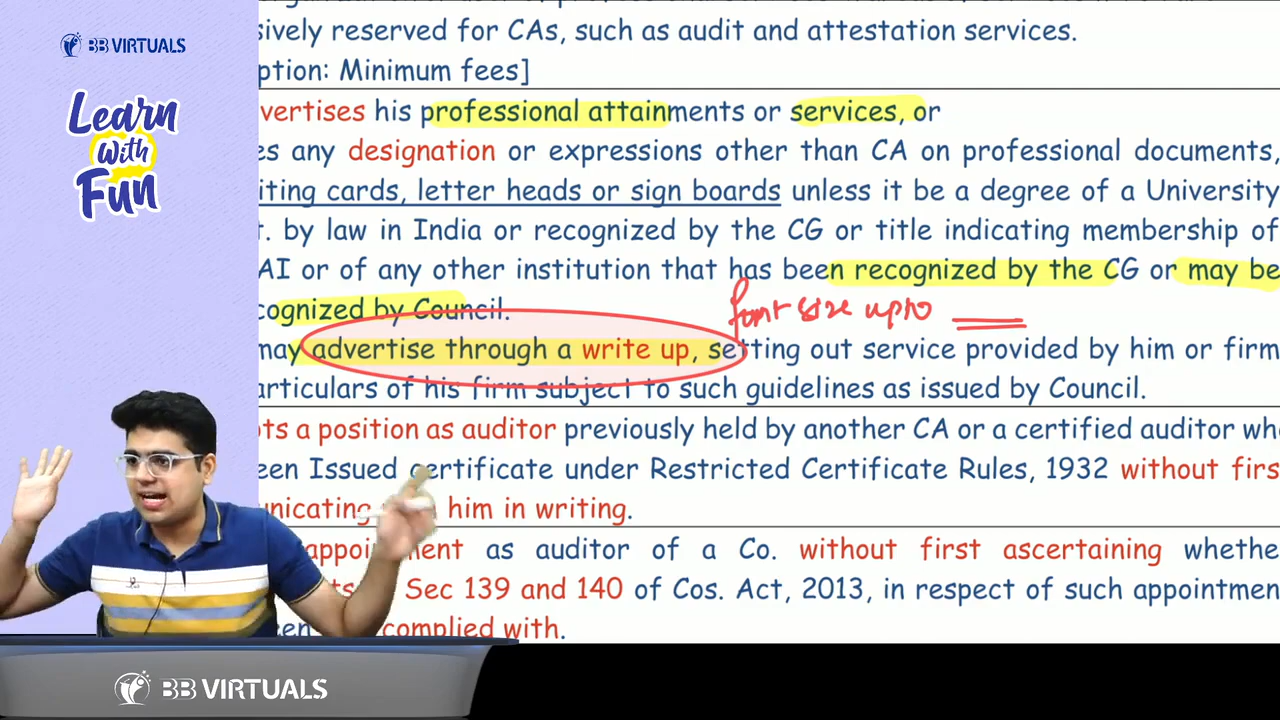 BB VIRTUALS
Learn
With
Fun
sively reserved for CAs, such as audit and attestation services.
ption: Minimum fees]
vertises his professional attainments or services, or
es any designation or expressions other than CA on professional documents,
iting cards, letter heads or sign boards unless it be a degree of a University
t. by law in India or recognized by the CG or title indicating membership of
AI or of any other institution that has been recognized by the CG or may be
cognized by Council.
font size upto
may advertise through a write up, setting out service provided by him or firm
articulars of his firm subject to such guidelines as issued by Council.
ots a position as auditor previously held by another CA or a certified auditor wh
een Issued certificate under Restricted Certificate Rules, 1932 without firs
unicating him in writing.
appointment as auditor of a Co. without first ascertaining whethe
ts Sec 139 and 140 of Cos. Act, 2013, in respect of such appointmen
een complied with.
BB VIRTUALS